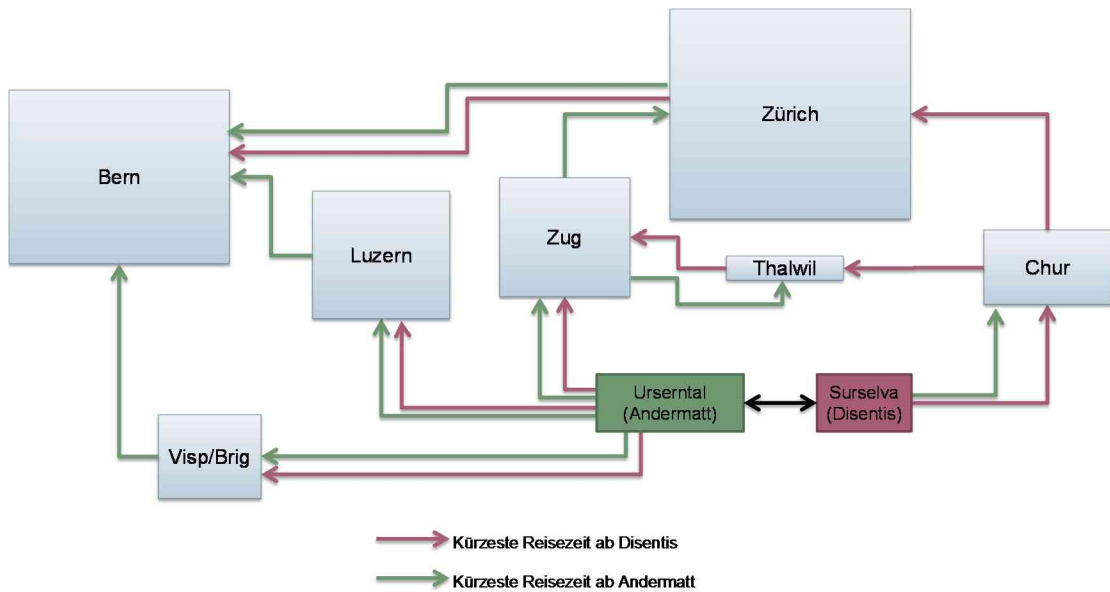 Zürich
Bern
Luzern
Zug
Thalwil
Chur
Urserntal
(Andermatt)
Surselva
(Disentis)
Visp/Brig
Kürzeste Reisezeit ab Disentis
Kürzeste Reisezeit ab Andermatt